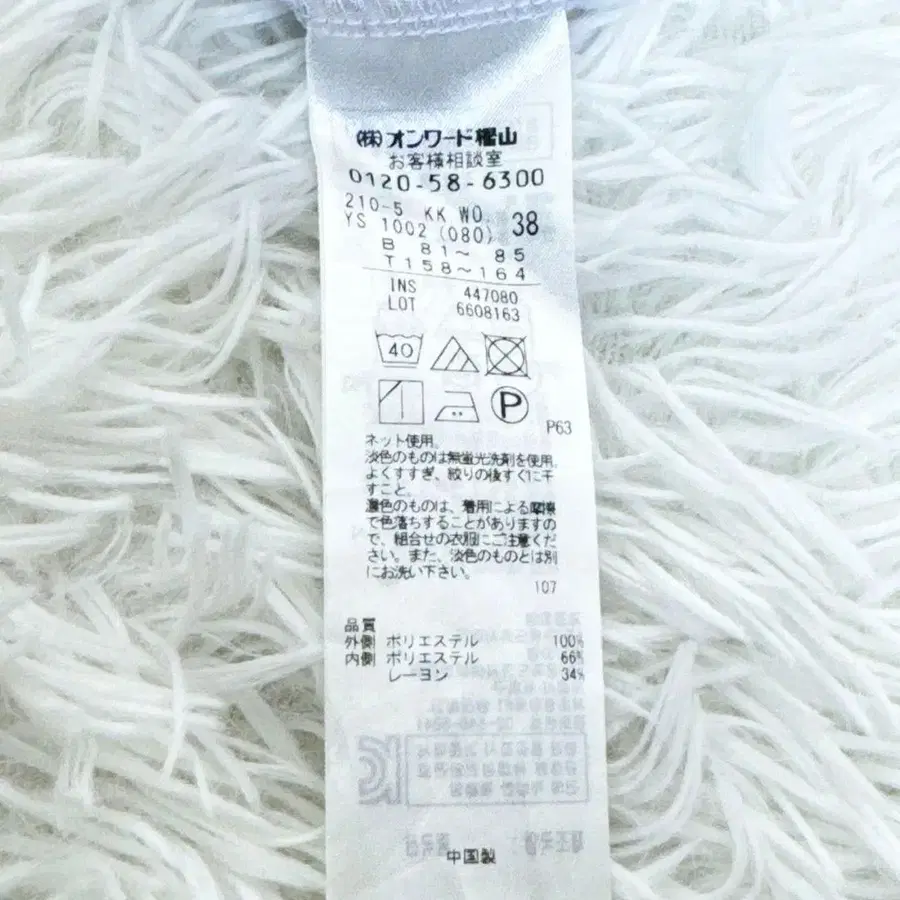 (株)オンワード樫山
お客様相談室
0120-58-6300
210-5 KK WO. 38
YS 1002 (080)
B 81～ 85
T158～164
INS 447080
LOT 6608163
40
P
P63
ネット使用。
淡色のものは無蛍光洗剤を使用。
よくすすぎ、絞りの後すぐに干
すこと。
濃色のものは、着用による摩擦
で色落ちすることがありますの
で、組合せの衣服にご注意くだ
さい。また、淡色のものとは別
にお洗い下さい。
107
品質
外側 ポリエステル 100%
内側 ポリエステル 66%
レーヨン 34%
中国製